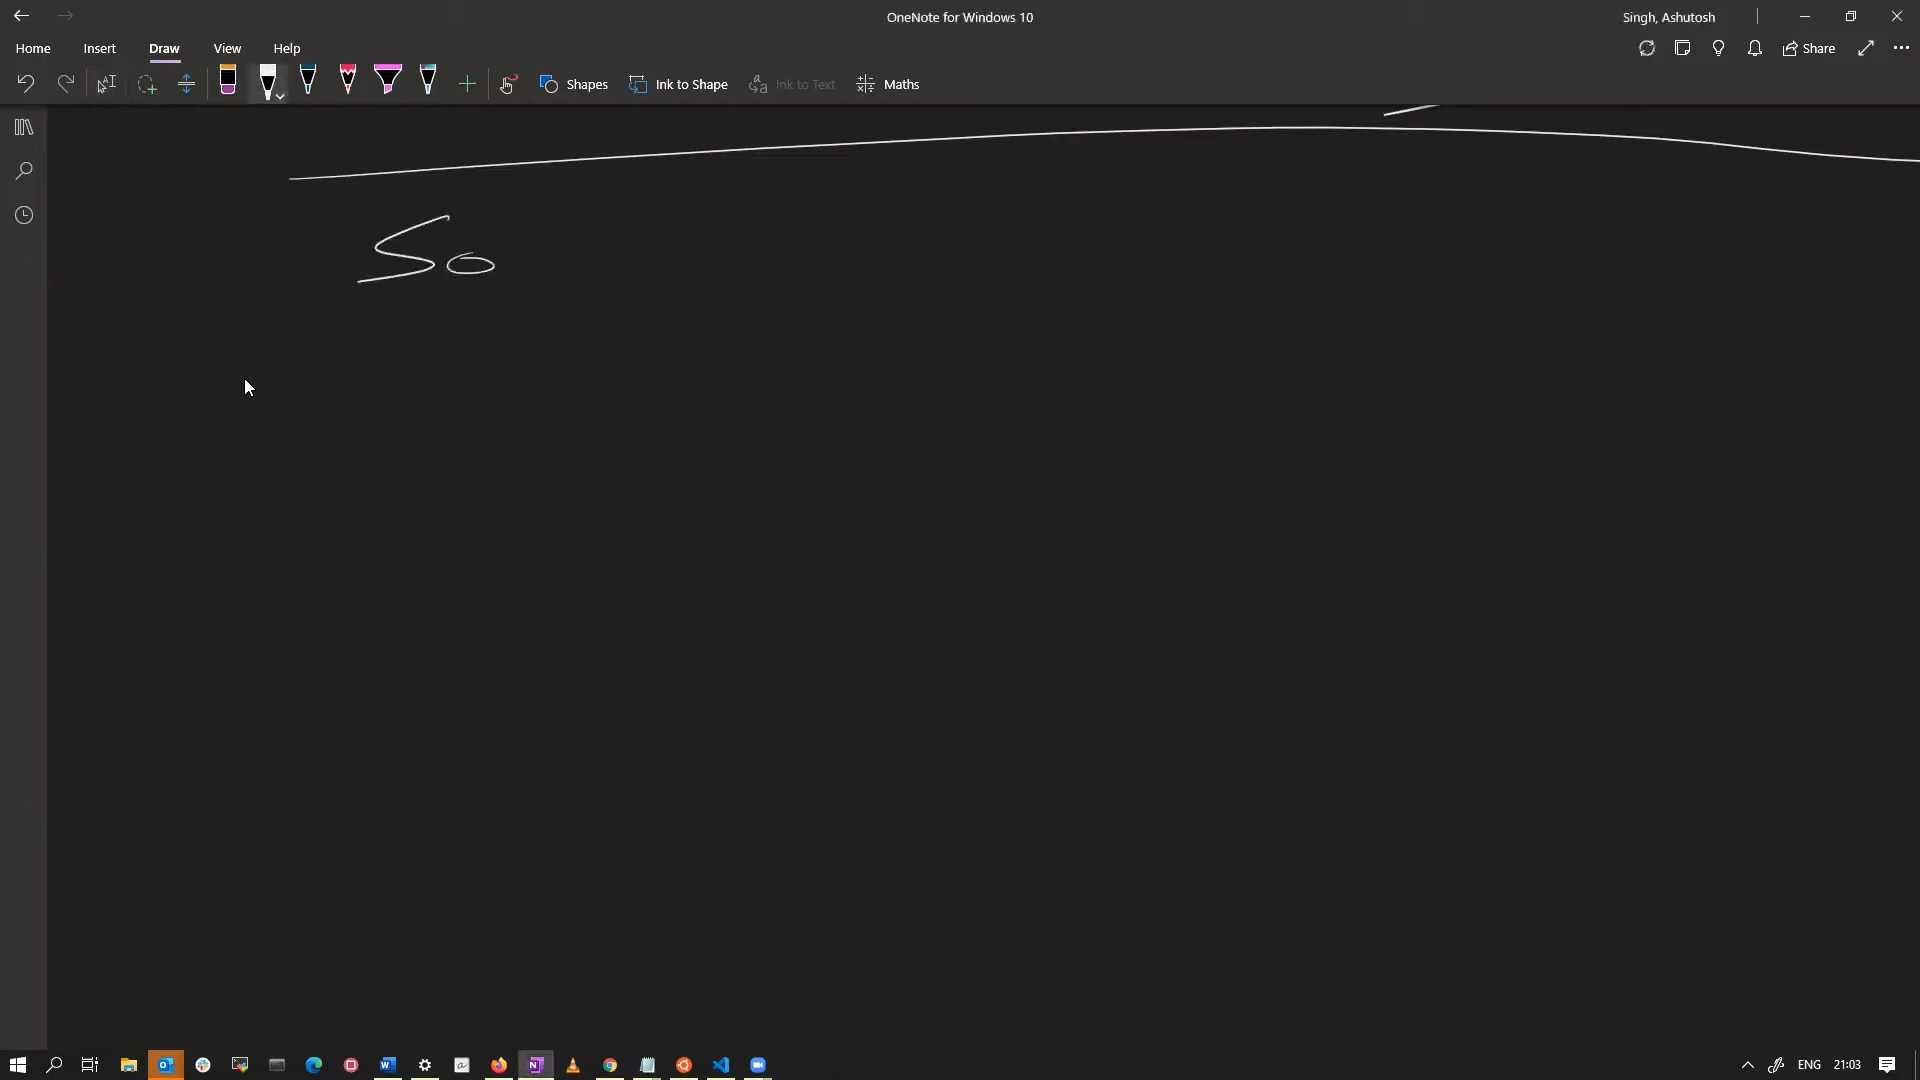 OneNote for Windows 10
Singh, Ashutosh
Home Insert Draw View Help
Share
Shapes Ink to Shape Ink to Text Maths
So
ENG 21:03